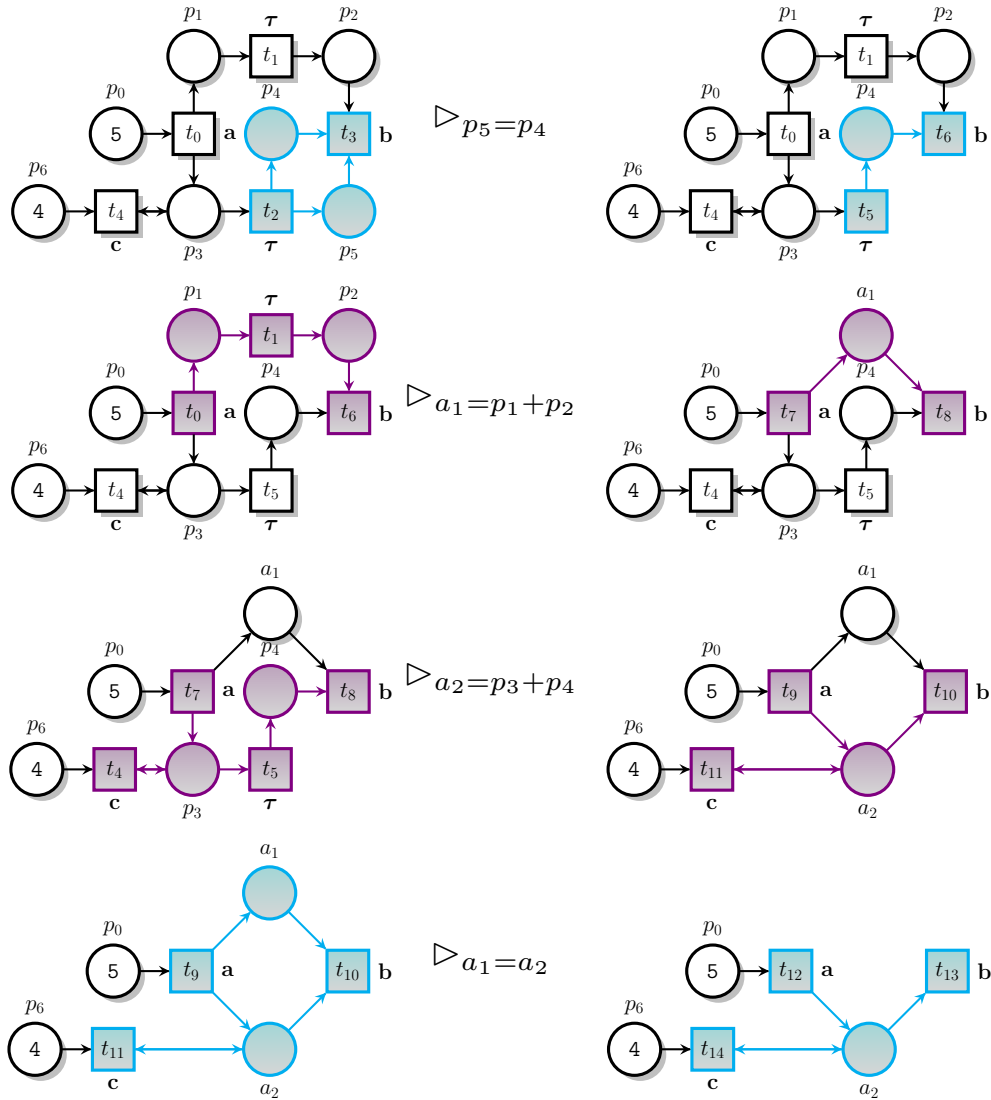 p₁ τ p₂ p₁ τ p₂
t₁ t₁
p₀ p₄ p₀ p₄
5 t₀ a t₃ b ▷ p₅=p₄ 5 t₀ a t₆ b
p₆ p₆
4 t₄ t₂ 4 t₄ t₅
c p₃ τ p₅ c p₃ τ
p₁ τ p₂ a₁
t₁
p₀ p₄ p₀ p₄
5 t₀ a t₆ b ▷ a₁=p₁+p₂ 5 t₇ a t₈ b
p₆ p₆
4 t₄ t₅ 4 t₄ t₅
c p₃ τ c p₃ τ
a₁ a₁
p₀ p₄ p₀
5 t₇ a t₈ b ▷ a₂=p₃+p₄ 5 t₉ a t₁₀ b
p₆ p₆
4 t₄ t₅ 4 t₁₁
c p₃ τ c a₂
a₁
p₀ p₀
5 t₉ a t₁₀ b ▷ a₁=a₂ 5 t₁₂ a t₁₃ b
p₆ p₆
4 t₁₁ 4 t₁₄
c a₂ c a₂